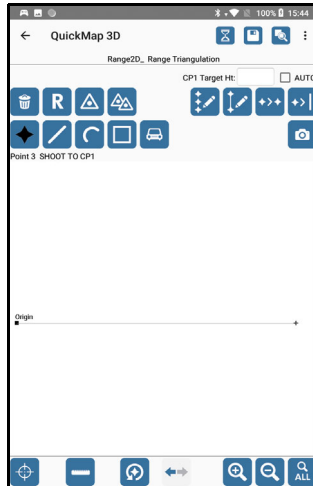 100% 15:44
QuickMap 3D
Range2D_ Range Triangulation
CP1 Target Ht: AUTO
R
Point 3 SHOOT TO CP1
Origin
ALL